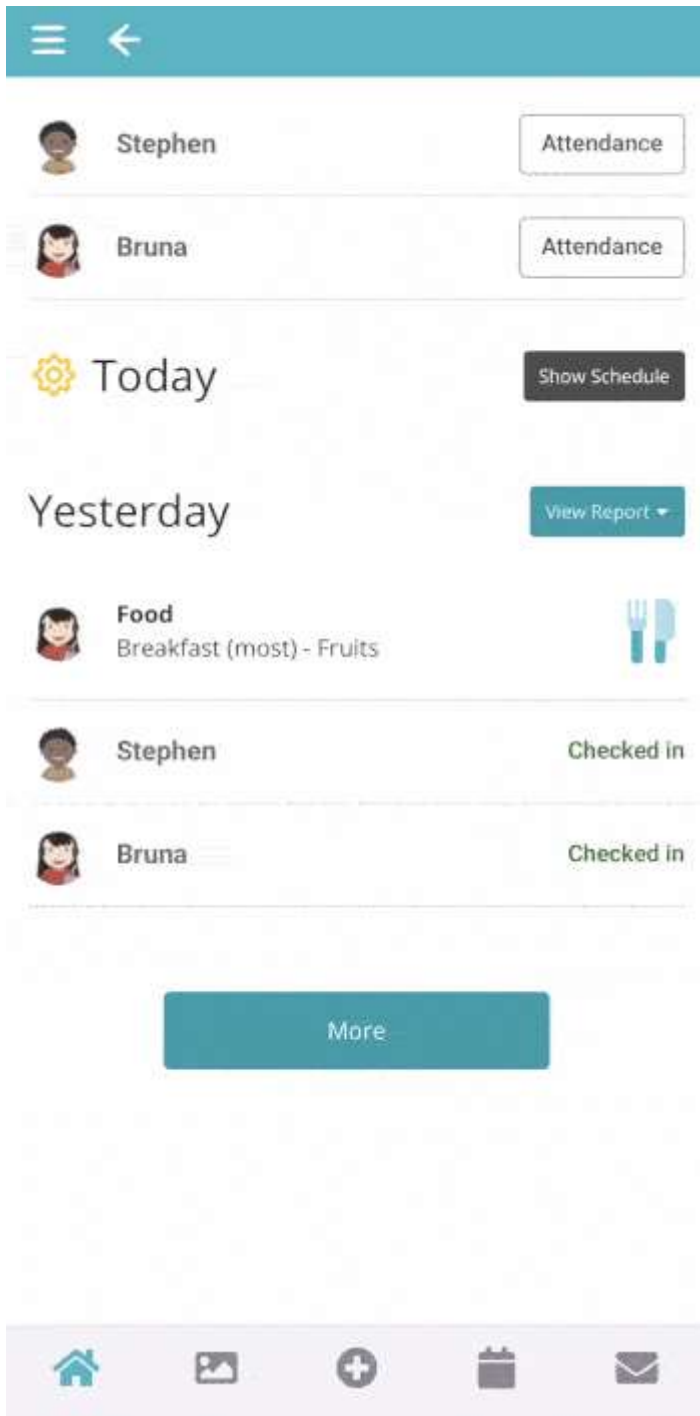 Stephen
Attendance
Bruna
Attendance
Today
Show Schedule
Yesterday
View Report
Food
Breakfast (most) - Fruits
Stephen
Checked in
Bruna
Checked in
More